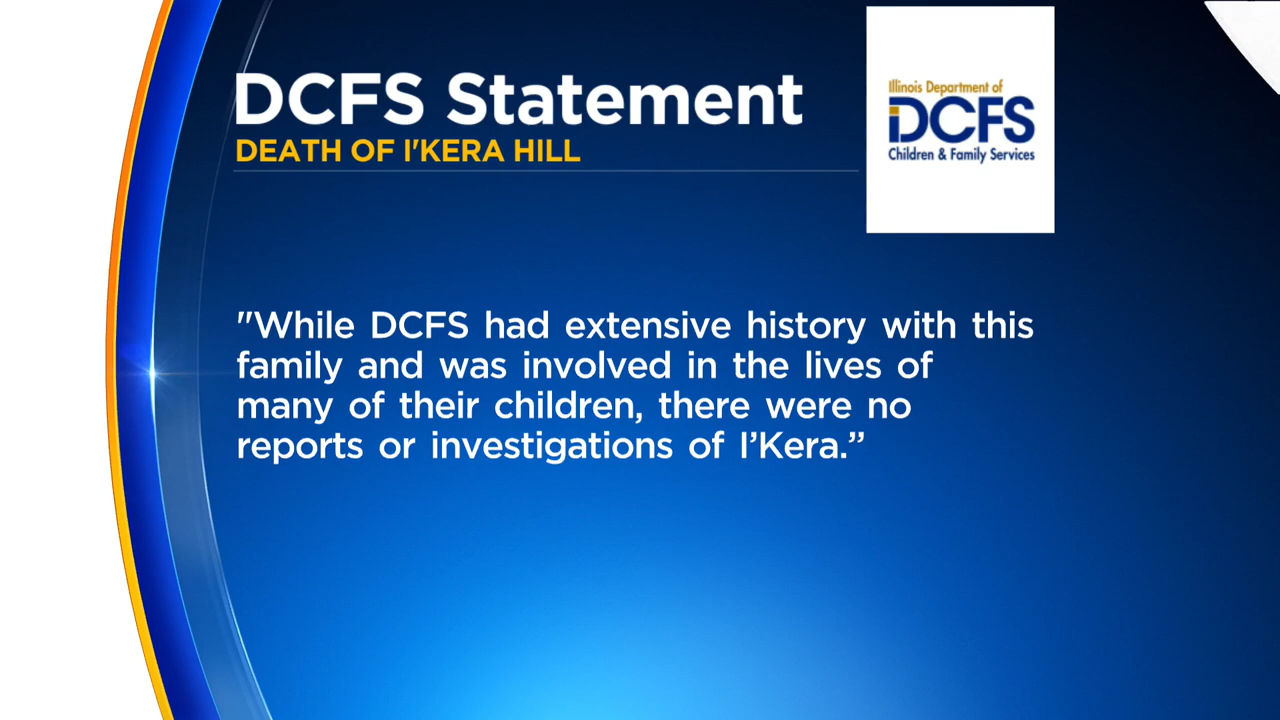 DCFS Statement
DEATH OF I'KERA HILL
Illinois Department of
DCFS
Children & Family Services
"While DCFS had extensive history with this
family and was involved in the lives of
many of their children, there were no
reports or investigations of I’Kera.”